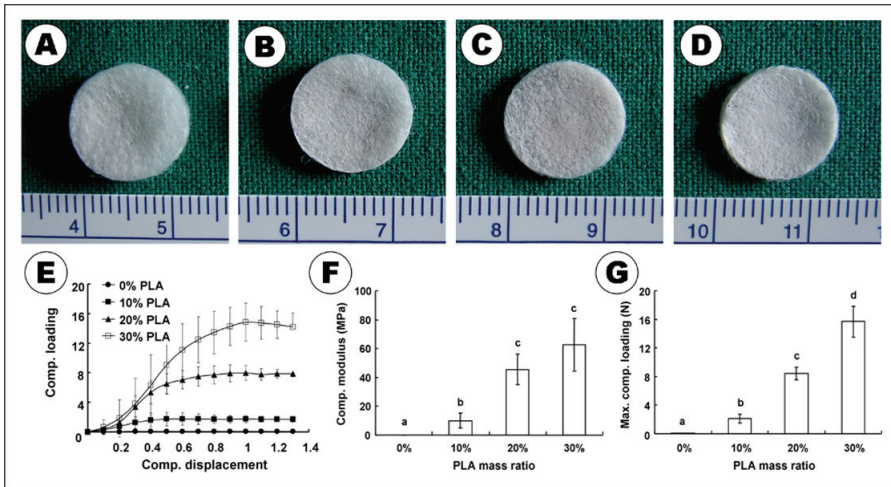 A
B
C
D
4 5
6 7
8 9
10 11
E
0% PLA
10% PLA
20% PLA
30% PLA
Comp. loading
20
16
12
8
4
0
0.2 0.4 0.6 0.8 1 1.2 1.4
Comp. displacement
F
Comp. modulus (MPa)
100
80
60
40
20
0
a b c c
0% 10% 20% 30%
PLA mass ratio
G
Max. comp. loading (N)
20
16
12
8
4
0
a b c d
0% 10% 20% 30%
PLA mass ratio